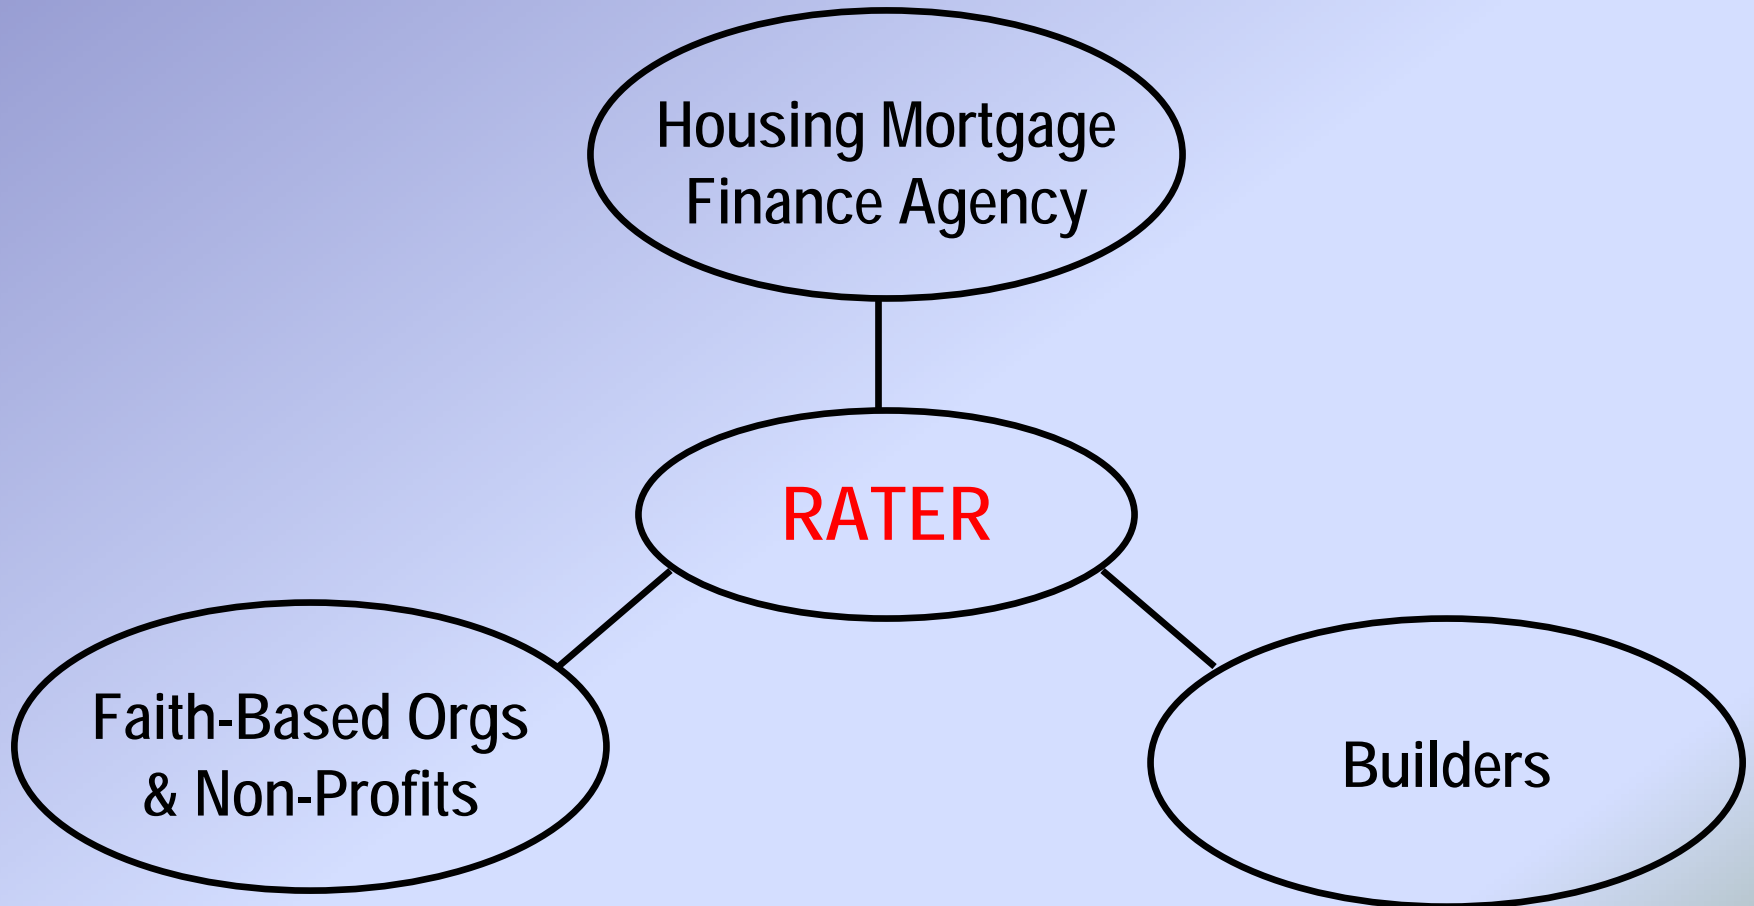 Housing Mortgage
Finance Agency
RATER
Faith-Based Orgs
& Non-Profits
Builders